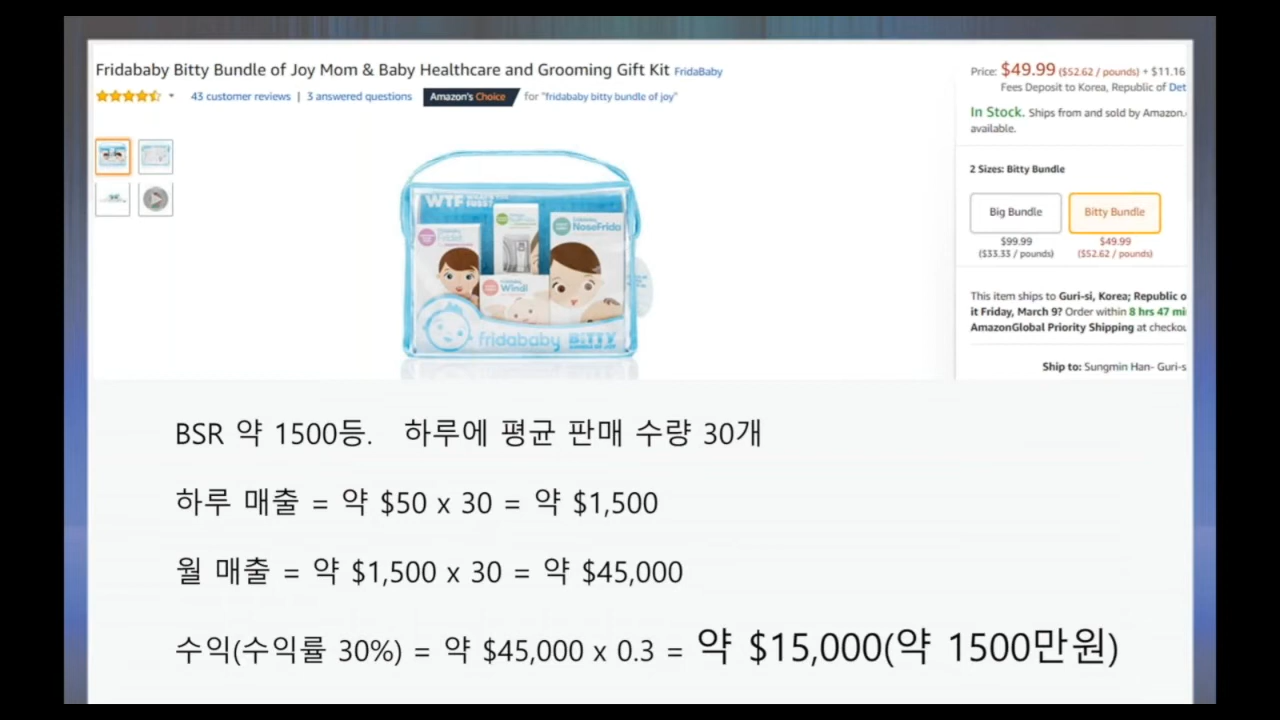 Fridababy Bitty Bundle of Joy Mom & Baby Healthcare and Grooming Gift Kit FridaBaby
43 customer reviews | 3 answered questions Amazon's Choice for "fridababy bitty bundle of joy"
Price: $49.99 ($52.62 / pounds) + $11.16
Fees Deposit to Korea, Republic of Det
In Stock. Ships from and sold by Amazon.
available.
2 Sizes: Bitty Bundle
Big Bundle Bitty Bundle
$99.99 $49.99
($33.33 / pounds) ($52.62 / pounds)
This item ships to Guri-si, Korea; Republic o
it Friday, March 9? Order within 8 hrs 47 mi
AmazonGlobal Priority Shipping at checkou
Ship to: Sungmin Han- Guri-s
WTF
NoseFrida
Windi
fridababy BITTY
BSR 약 1500등. 하루에 평균 판매 수량 30개
하루 매출 = 약 $50 x 30 = 약 $1,500
월 매출 = 약 $1,500 x 30 = 약 $45,000
수익(수익률 30%) = 약 $45,000 x 0.3 = 약 $15,000(약 1500만원)